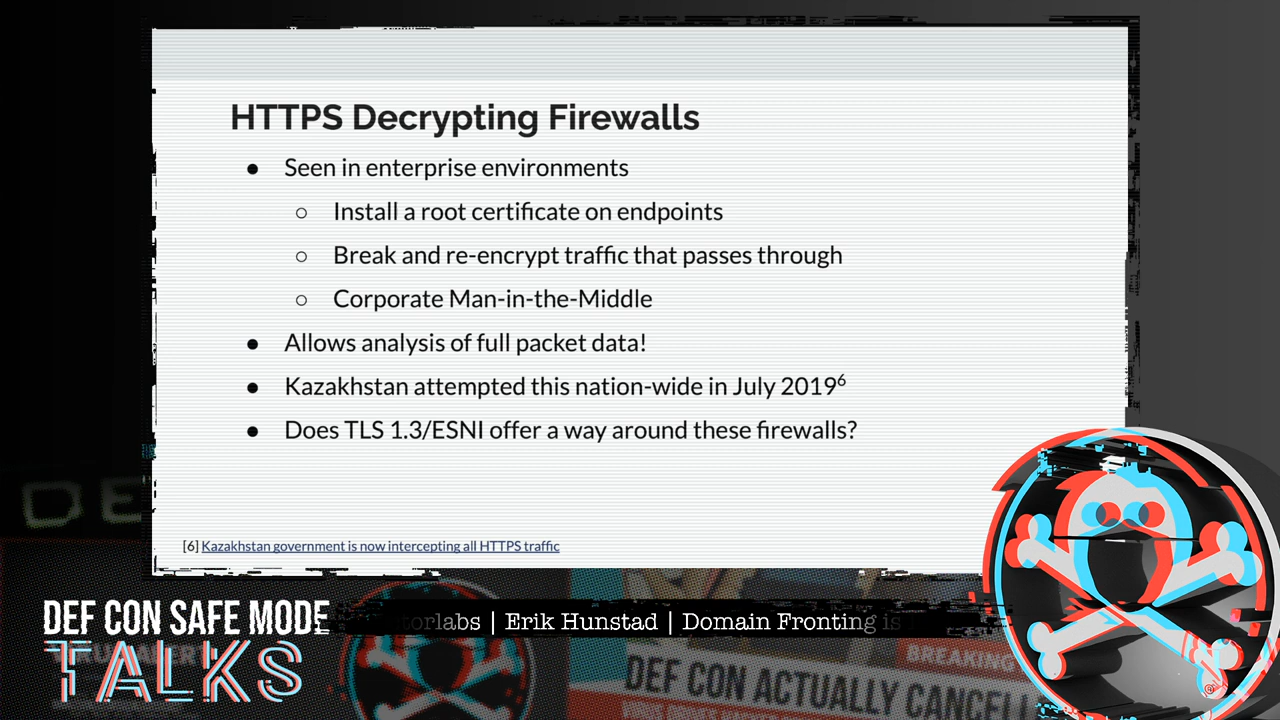 HTTPS Decrypting Firewalls
● Seen in enterprise environments
○ Install a root certificate on endpoints
○ Break and re-encrypt traffic that passes through
○ Corporate Man-in-the-Middle
● Allows analysis of full packet data!
● Kazakhstan attempted this nation-wide in July 2019⁶
● Does TLS 1.3/ESNI offer a way around these firewalls?
[6] Kazakhstan government is now intercepting all HTTPS traffic
DEF CON SAFE MODE
TALKS
torlabs | Erik Hunstad | Domain Fronting is
BREAKING
DEF CON ACTUALLY CANCELL